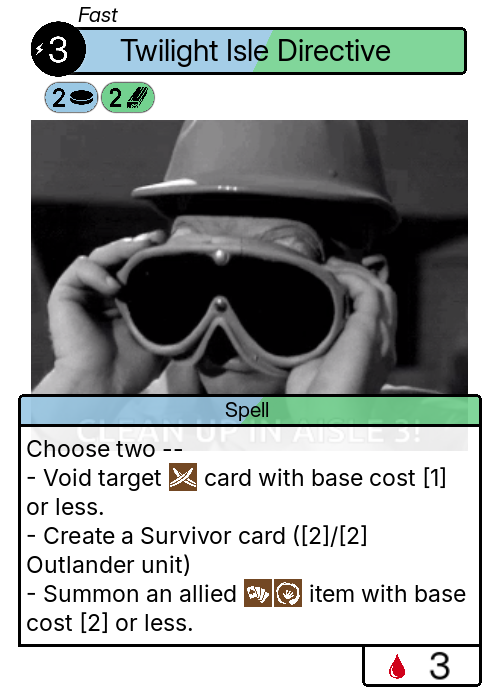 Fast
3 Twilight Isle Directive
2 2
CLEAN UP IN AISLE 3!
Spell
Choose two --
- Void target card with base cost [1]
or less.
- Create a Survivor card ([2]/[2]
Outlander unit)
- Summon an allied item with base
cost [2] or less.
3